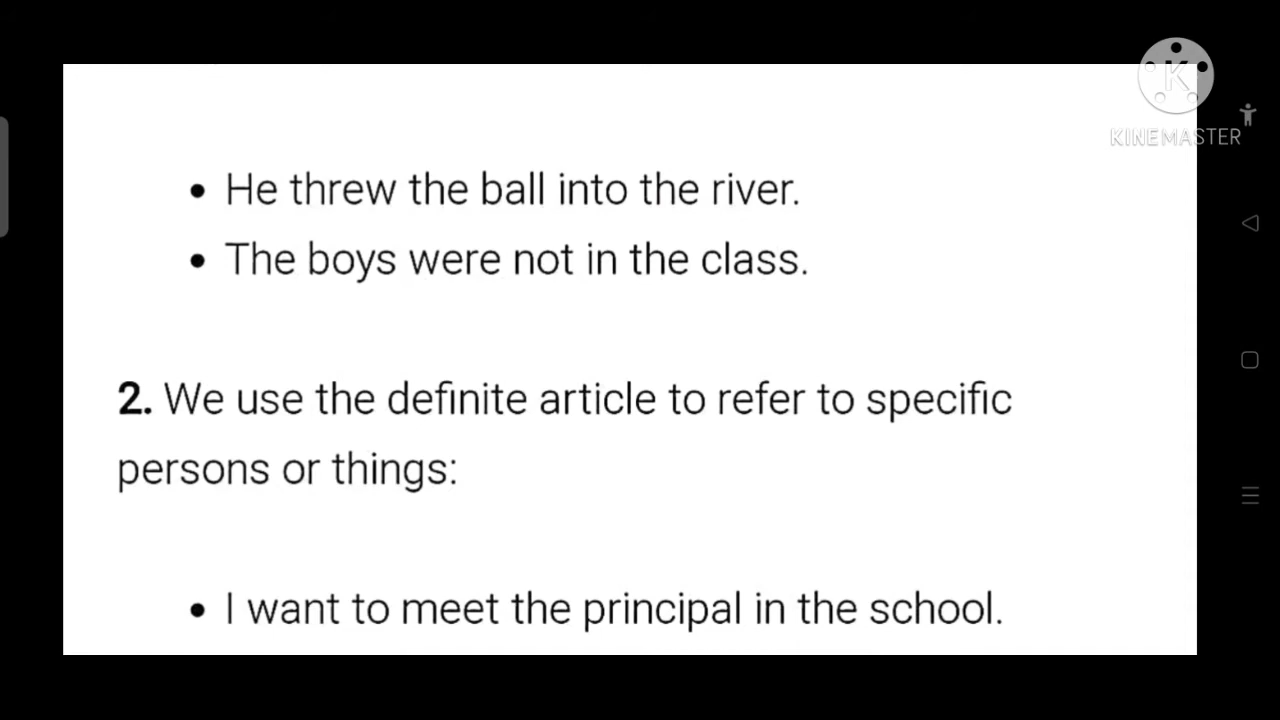 K
KINEMASTER
• He threw the ball into the river.
• The boys were not in the class.
2. We use the definite article to refer to specific
persons or things:
• I want to meet the principal in the school.